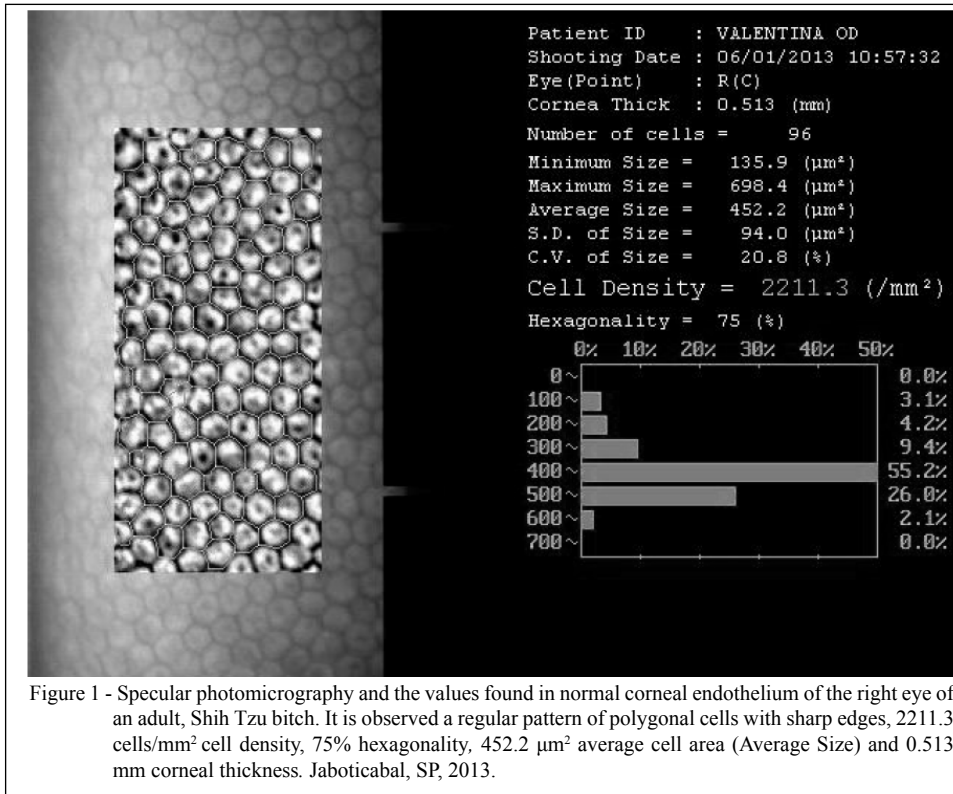 Patient ID : VALENTINA OD
Shooting Date : 06/01/2013 10:57:32
Eye(Point) : R(C)
Cornea Thick : 0.513 (mm)
Number of cells = 96
Minimum Size = 135.9 (µm²)
Maximum Size = 698.4 (µm²)
Average Size = 452.2 (µm²)
S.D. of Size = 94.0 (µm²)
C.V. of Size = 20.8 (%)
Cell Density = 2211.3 (/mm²)
Hexagonality = 75 (%)
0% 10% 20% 30% 40% 50%
0~ 0.0%
100~ 3.1%
200~ 4.2%
300~ 9.4%
400~ 55.2%
500~ 26.0%
600~ 2.1%
700~ 0.0%
Figure 1 - Specular photomicrography and the values found in normal corneal endothelium of the right eye of
an adult, Shih Tzu bitch. It is observed a regular pattern of polygonal cells with sharp edges, 2211.3
cells/mm² cell density, 75% hexagonality, 452.2 μm² average cell area (Average Size) and 0.513
mm corneal thickness. Jaboticabal, SP, 2013.